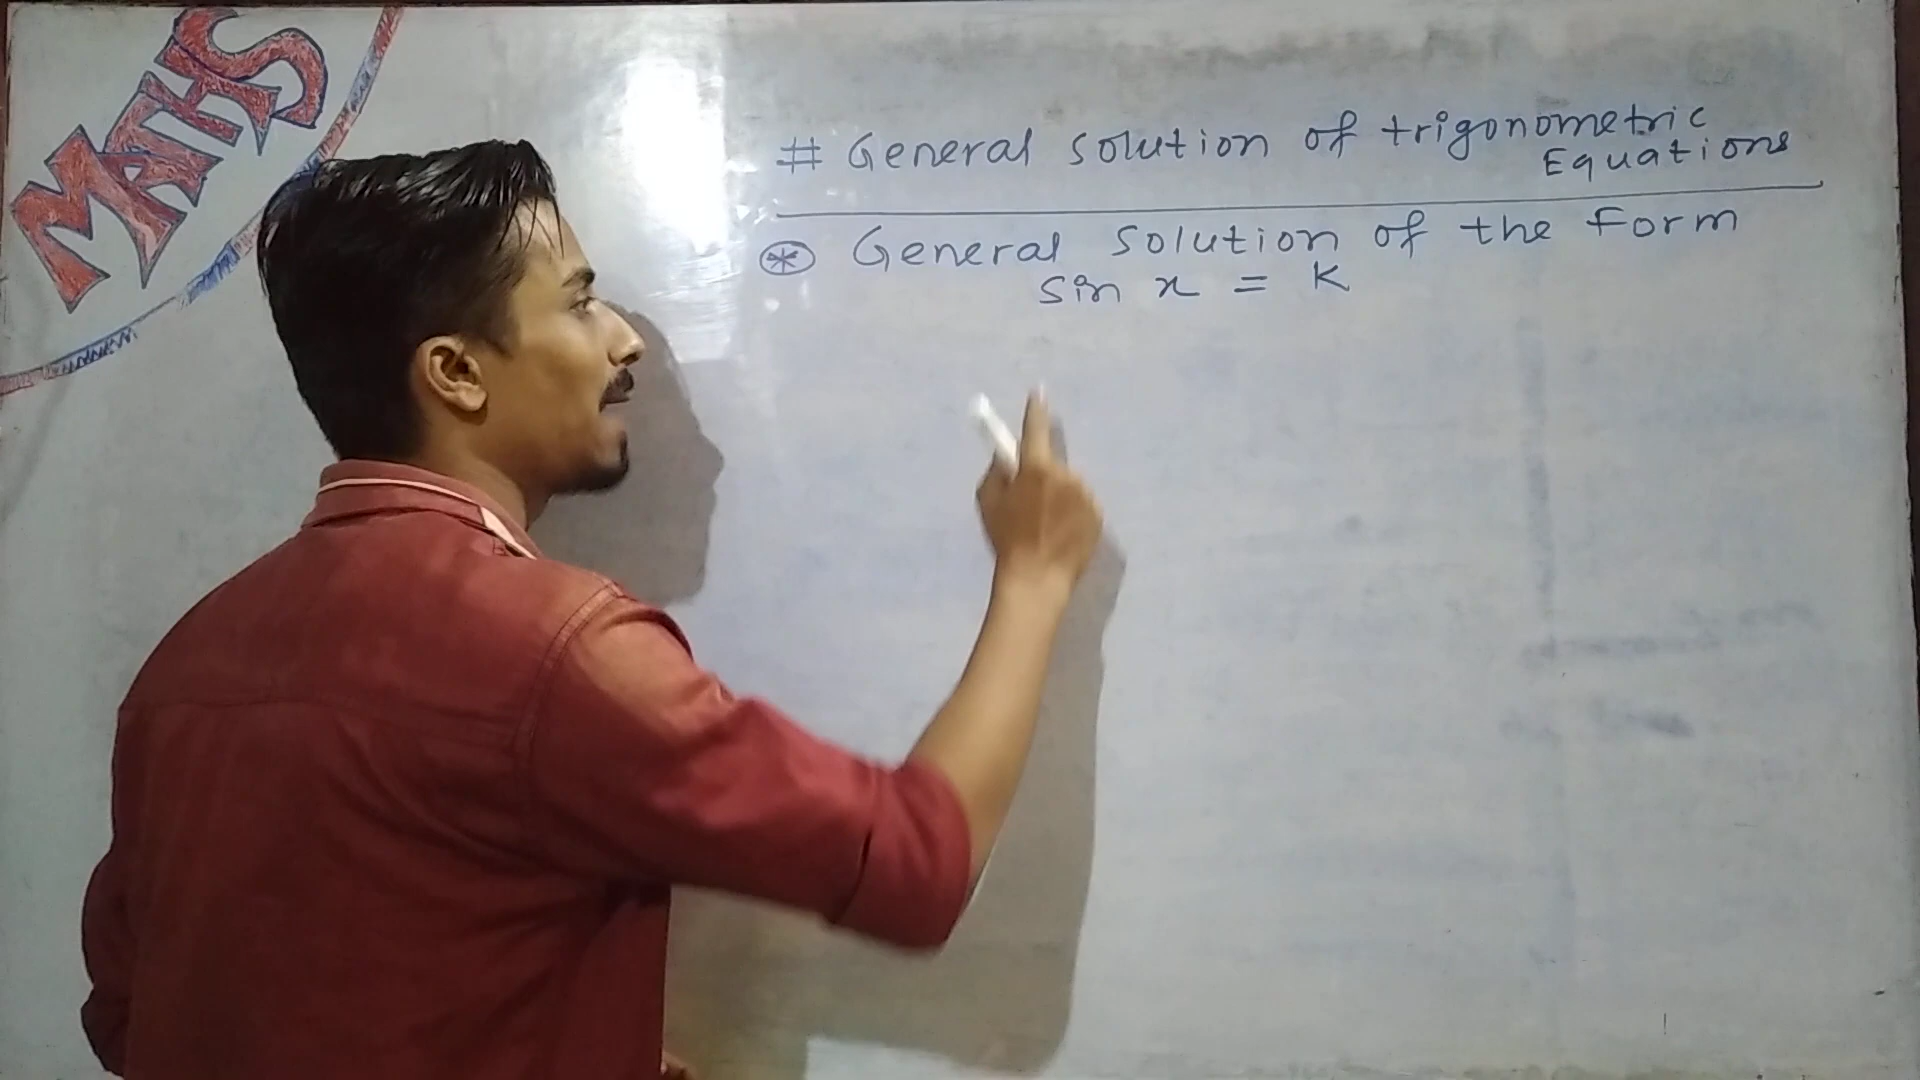 MATHS
# General solution of trigonometric
Equations
* General solution of the form
sin x = K